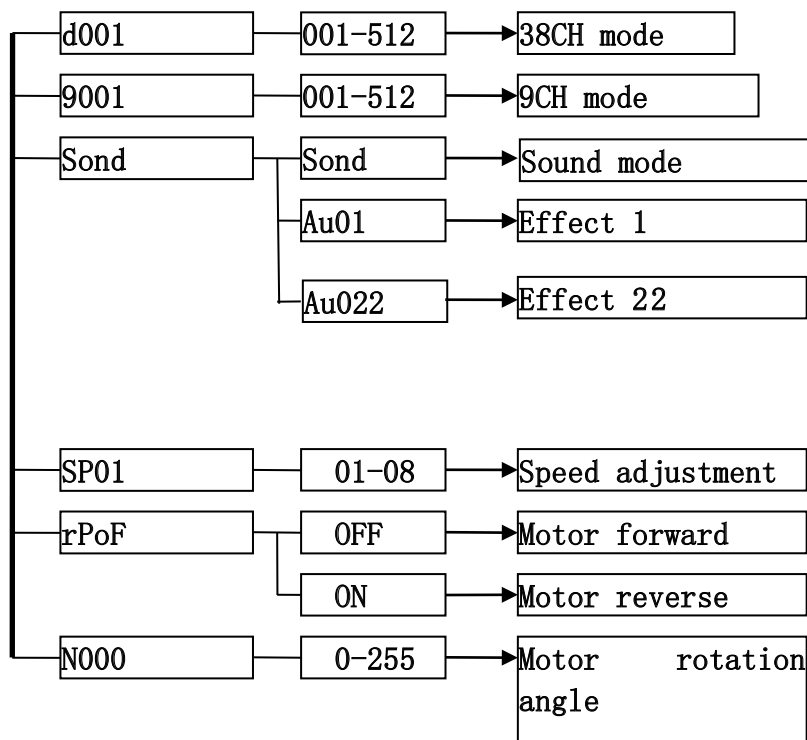 d001 001-512 38CH mode
9001 001-512 9CH mode
Sond Sond Sound mode
Au01 Effect 1
Au022 Effect 22
SP01 01-08 Speed adjustment
rPoF OFF Motor forward
ON Motor reverse
N000 0-255 Motor rotation
angle